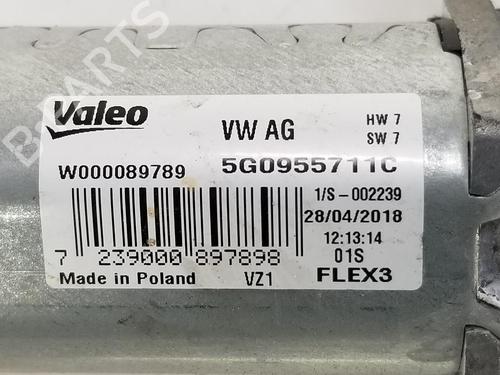 Valeo
VW AG
HW 7
SW 7
W000089789
5G0955711C
1/S-002239
28/04/2018
12:13:14
7 239000 897898
01S
Made in Poland
VZ1
FLEX3
B-PARTS